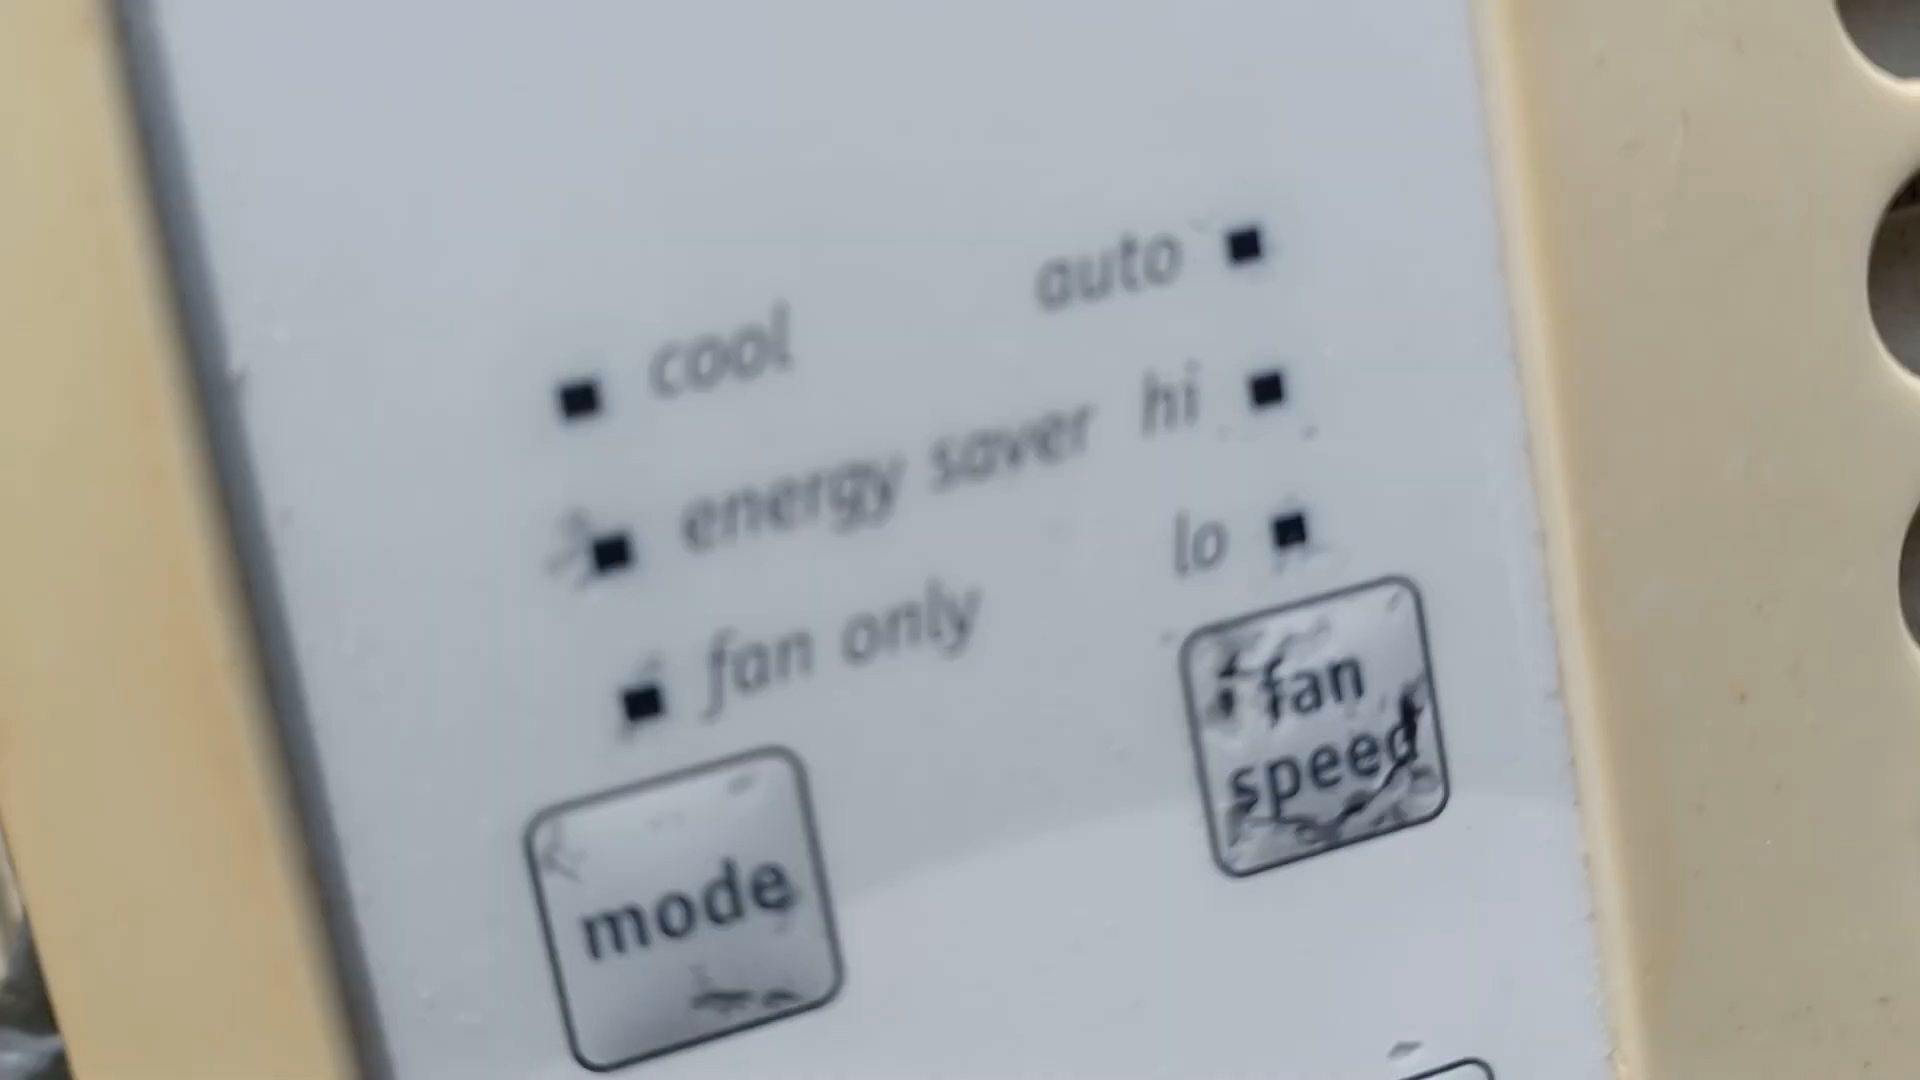 auto
cool
energy saver hi
lo
fan only
fan
speed
mode